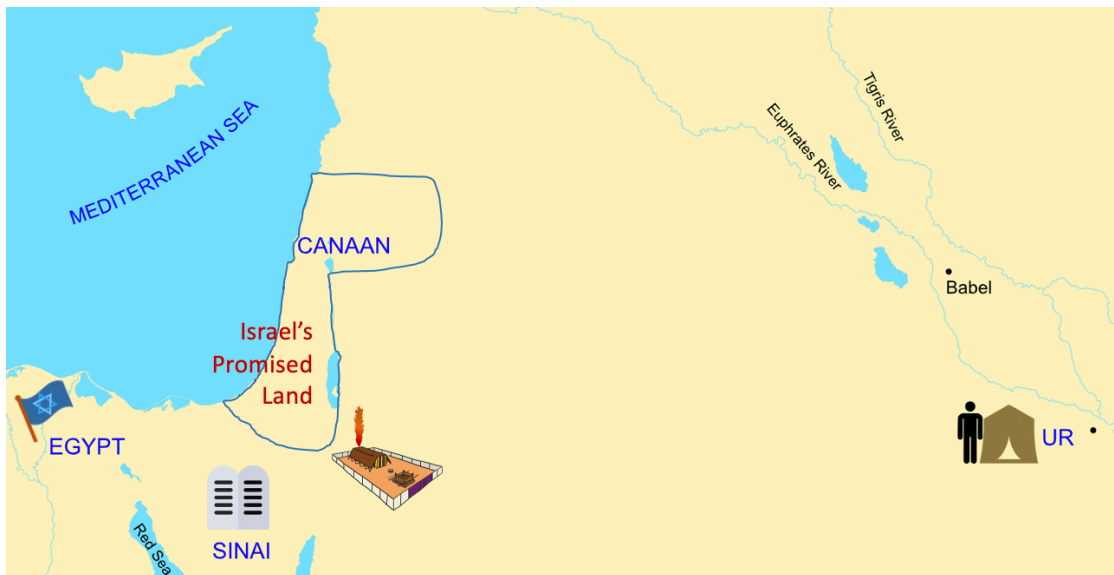 MEDITERRANEAN SEA
Tigris River
Euphrates River
CANAAN
Babel
Israel's
Promised
Land
EGYPT
UR
SINAI
Red Sea